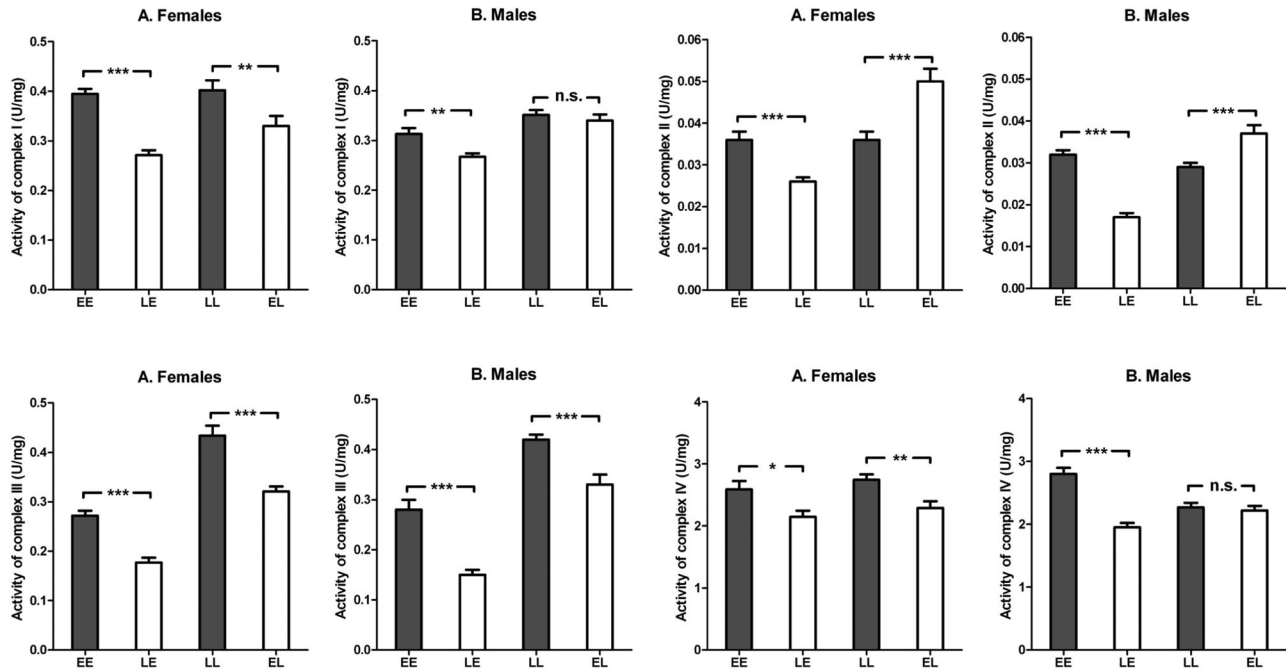 A. Females
Activity of complex I (U/mg)
0.5
0.4
0.3
0.3
0.1
0.0
***
**
EE LE LL EL
B. Males
Activity of complex I (U/mg)
0.5
0.4
0.3
0.3
0.1
0.0
**
n.s.
EE LE LL EL
A. Females
Activity of complex II (U/mg)
0.06
0.05
0.04
0.03
0.02
0.01
0.00
***
***
EE LE LL EL
B. Males
Activity of complex II (U/mg)
0.06
0.04
0.03
0.01
0.00
***
***
EE LE LL EL
A. Females
Activity of complex III (U/mg)
0.5
0.4
0.3
0.2
0.1
0.0
***
***
EE LE LL EL
B. Males
Activity of complex III (U/mg)
0.5
0.4
0.3
0.2
0.1
0.0
***
***
EE LE LL EL
A. Females
Activity of complex IV (U/mg)
4
3
2
1
0
*
**
EE LE LL EL
B. Males
Activity of complex IV (U/mg)
4
3
2
1
0
***
n.s.
EE LE LL EL